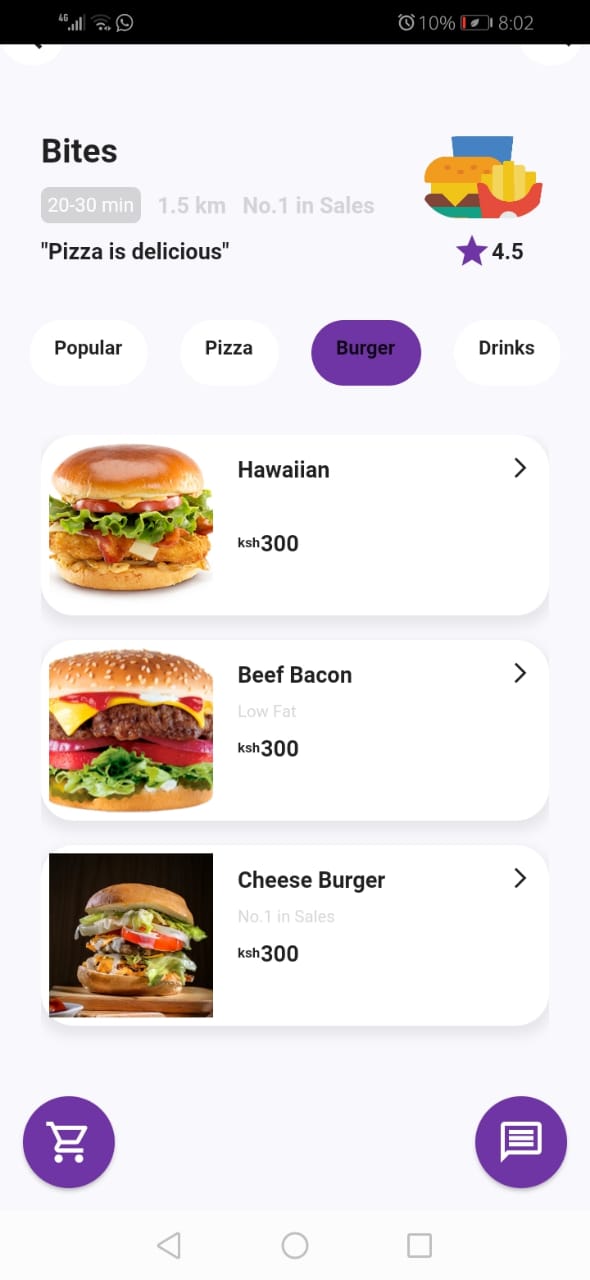 4G 10% 8:02
Bites
20-30 min 1.5 km No.1 in Sales
"Pizza is delicious" 4.5
Popular Pizza Burger Drinks
Hawaiian
ksh300
Beef Bacon
Low Fat
ksh300
Cheese Burger
No.1 in Sales
ksh300